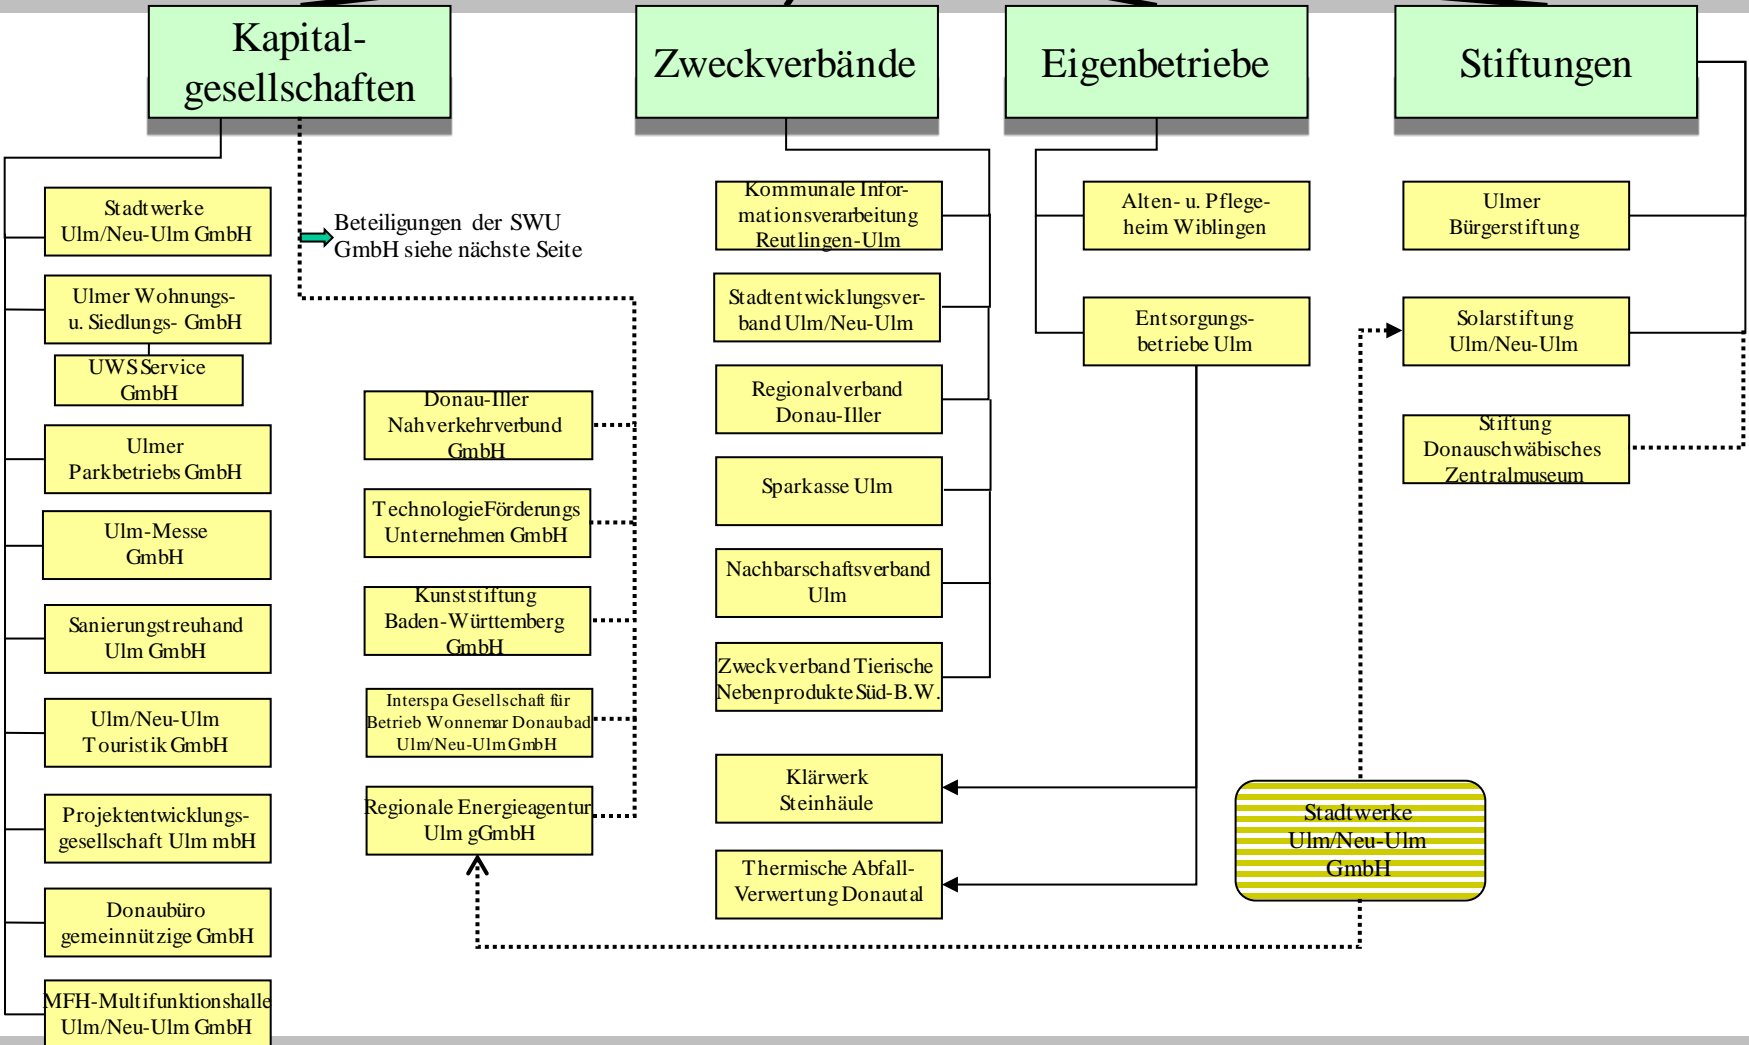 Kapital-
gesellschaften
Zweckverbände
Eigenbetriebe
Stiftungen
Stadtwerke
Ulm/Neu-Ulm GmbH
Ulmer Wohnungs-
u. Siedlungs- GmbH
UWS Service
GmbH
Ulmer
Parkbetriebs GmbH
Ulm-Messe
GmbH
Sanierungstreuhand
Ulm GmbH
Ulm/Neu-Ulm
Touristik GmbH
Projektentwicklungs-
gesellschaft Ulm mbH
Donaubüro
gemeinnützige GmbH
MFH-Multifunktionshalle
Ulm/Neu-Ulm GmbH
Beteiligungen der SWU
GmbH siehe nächste Seite
Donau-Iller
Nahverkehrverbund
GmbH
TechnologieFörderungs
Unternehmen GmbH
Kunststiftung
Baden-Württemberg
GmbH
Interspa Gesellschaft für
Betrieb Wonnemar Donaubad
Ulm/Neu-Ulm GmbH
Regionale Energieagentur
Ulm gGmbH
Kommunale Infor-
mationsverarbeitung
Reutlingen-Ulm
Stadtentwicklungsver-
band Ulm/Neu-Ulm
Regionalverband
Donau-Iller
Sparkasse Ulm
Nachbarschaftsverband
Ulm
Zweckverband Tierische
Nebenprodukte Süd-B.W.
Klärwerk
Steinhäule
Thermische Abfall-
Verwertung Donautal
Alten- u. Pflege-
heim Wiblingen
Entsorgungs-
betriebe Ulm
Ulmer
Bürgerstiftung
Solarstiftung
Ulm/Neu-Ulm
Stiftung
Donauschwäbisches
Zentralmuseum
Stadtwerke
Ulm/Neu-Ulm
GmbH